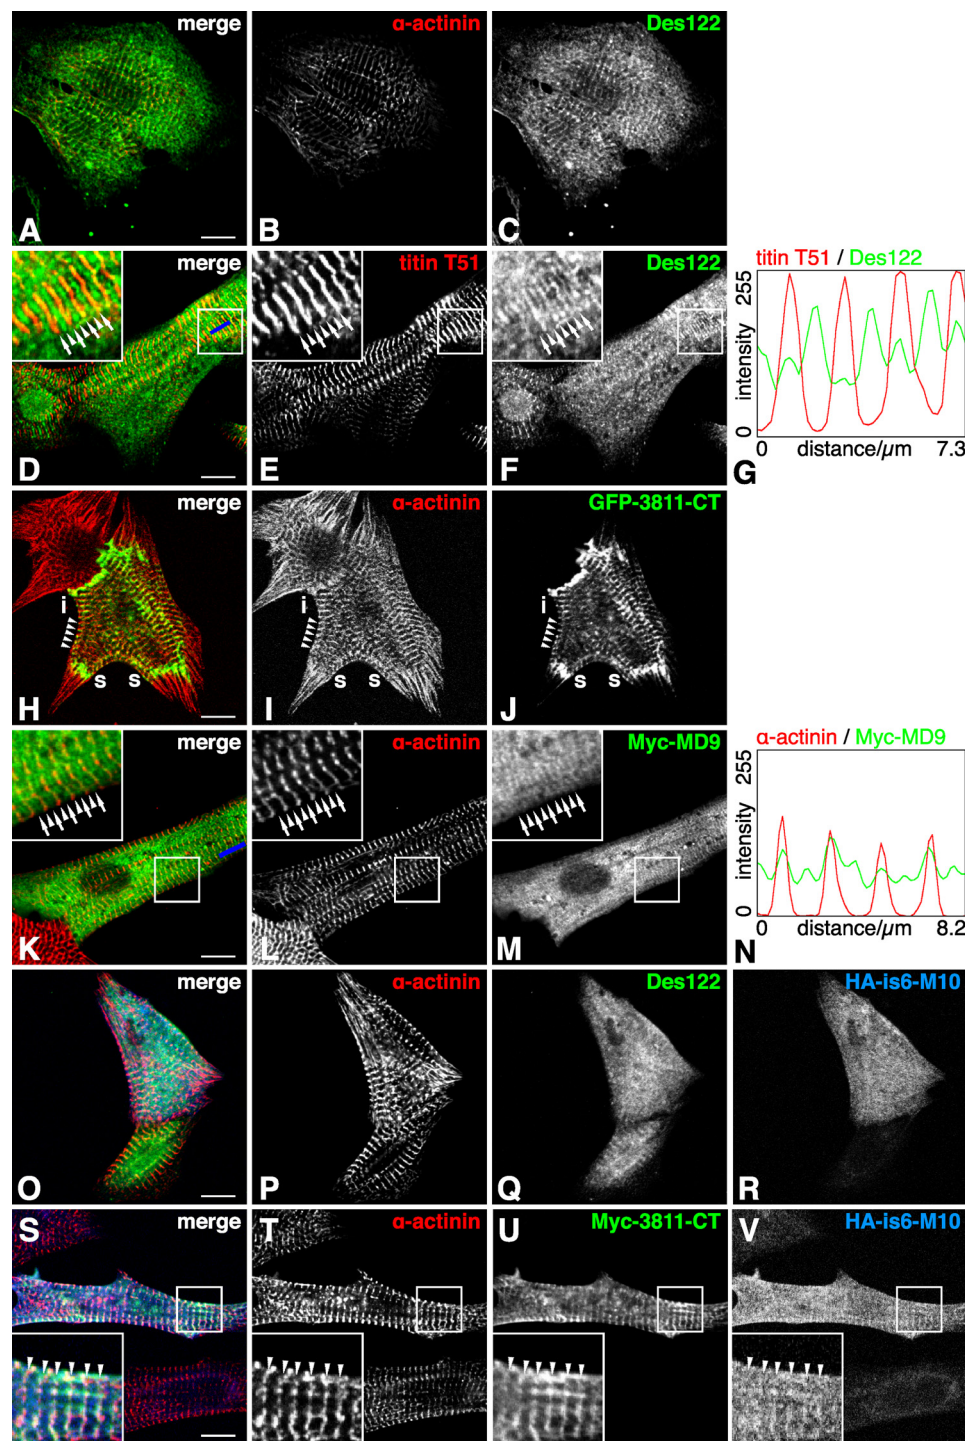 merge
α-actinin
Des122
A
B
C
merge
titin T51
Des122
D
E
F
titin T51 / Des122
255
intensity
0
0
distance/µm
7.3
G
merge
α-actinin
GFP-3811-CT
i
s
s
i
s
s
i
s
s
H
I
J
merge
α-actinin
Myc-MD9
K
L
M
α-actinin / Myc-MD9
255
intensity
0
0
distance/µm
8.2
N
merge
α-actinin
Des122
HA-is6-M10
O
P
Q
R
S
merge
T
α-actinin
U
Myc-3811-CT
V
HA-is6-M10